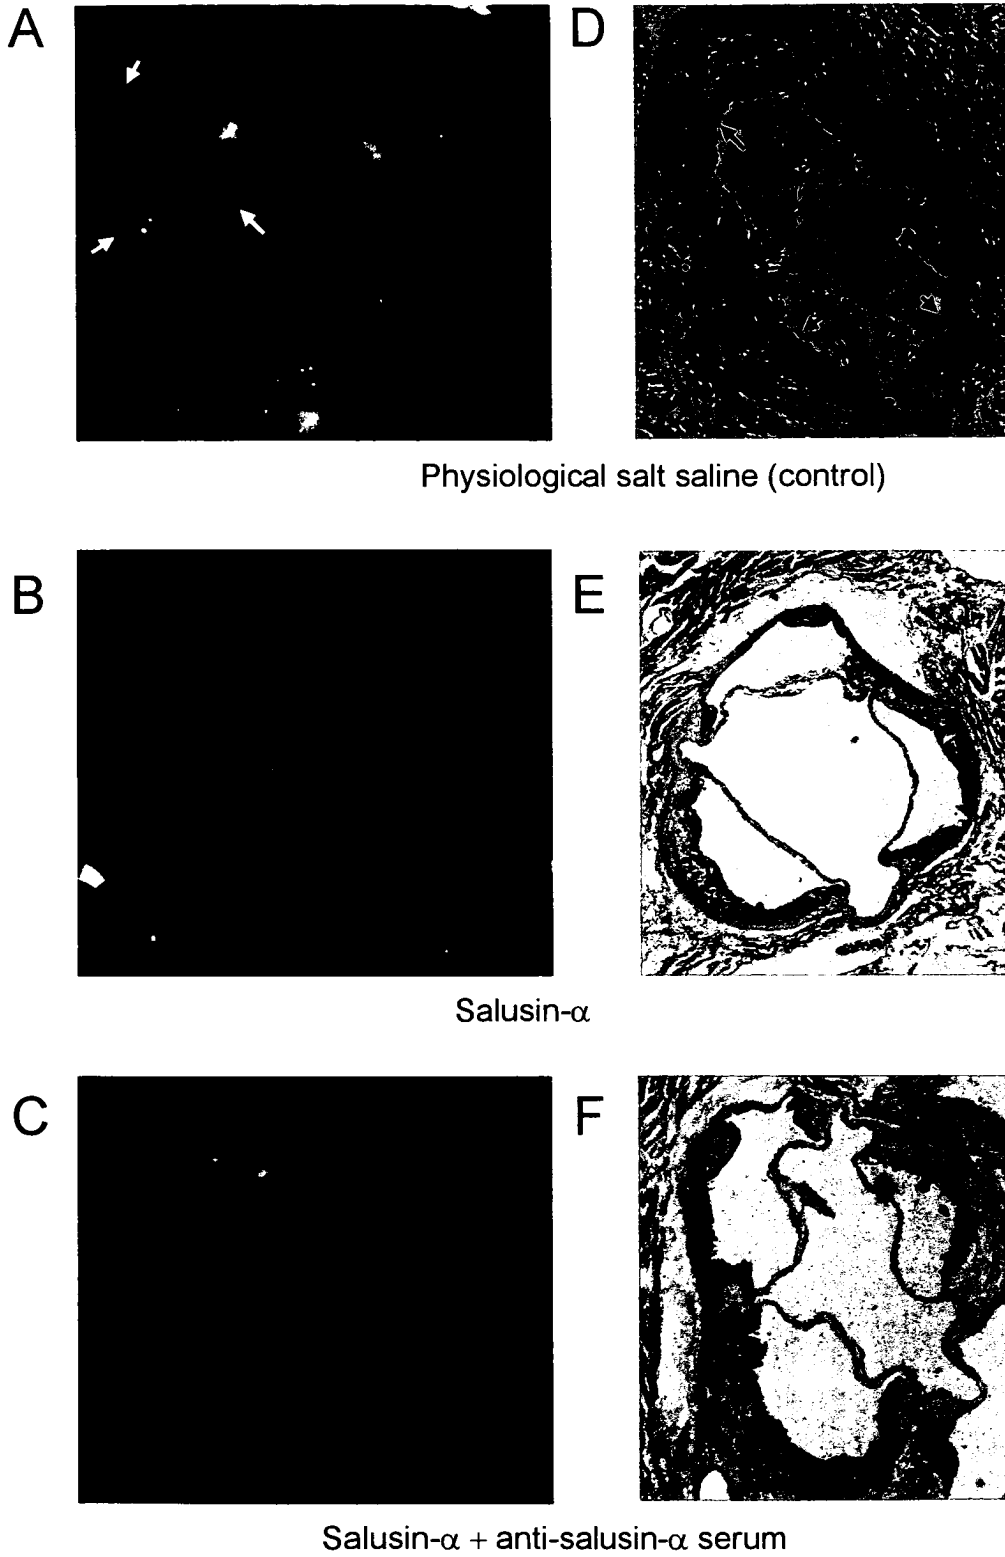 A
D
Physiological salt saline (control)
B
E
Salusin-α
C
F
Salusin-α + anti-salusin-α serum